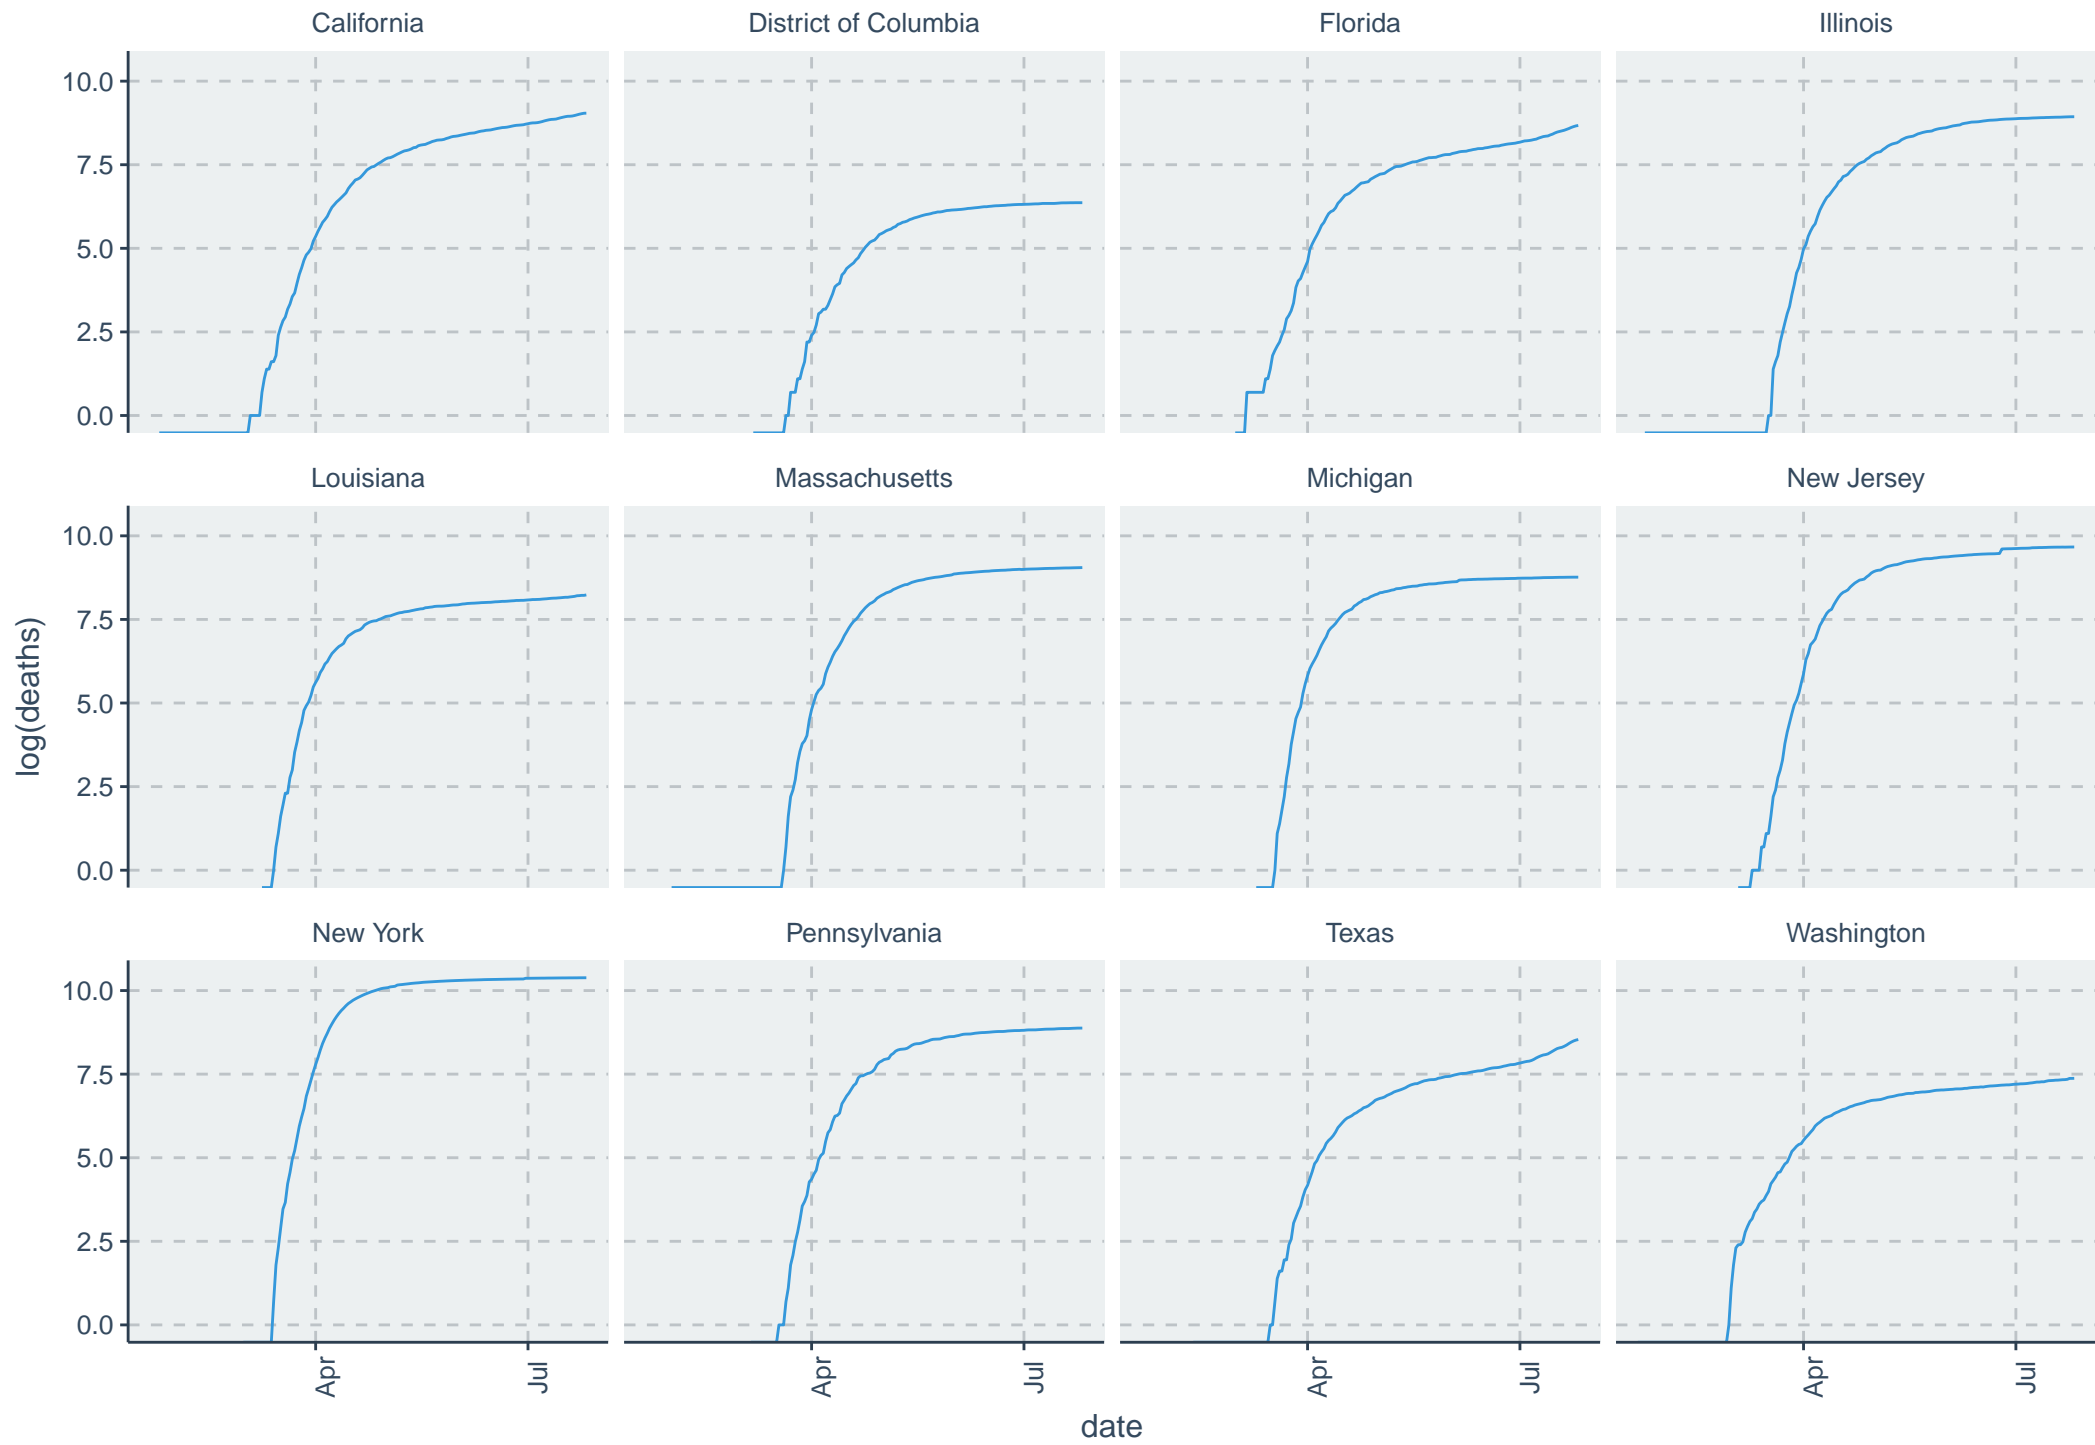 California District of Columbia Florida Illinois
10.0
7.5
5.0
2.5
0.0
Louisiana Massachusetts Michigan New Jersey
10.0
7.5
5.0
2.5
0.0
log(deaths)
New York Pennsylvania Texas Washington
10.0
7.5
5.0
2.5
0.0
Apr Jul Apr Jul Apr Jul Apr Jul
date